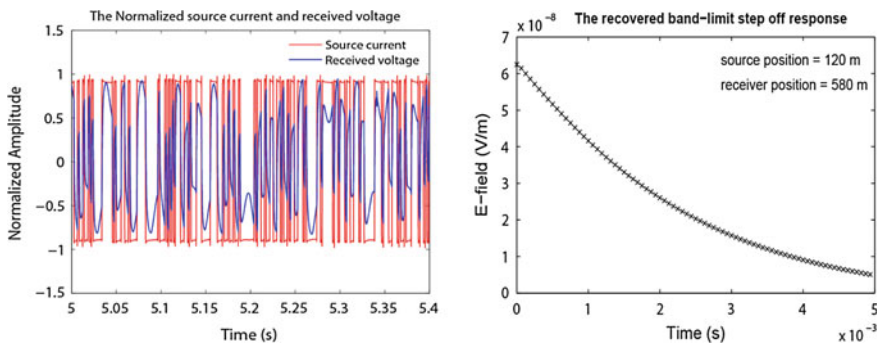 The Normalized source current and received voltage
1.5
1
0.5
0
−0.5
−1
−1.5
Normalized Amplitude
Source current
Received voltage
5 5.05 5.1 5.15 5.2 5.25 5.3 5.35 5.4
Time (s)
The recovered band-limit step off response
x 10⁻⁸
8
7
6
5
4
3
2
1
0
E-field (V/m)
source position = 120 m
receiver position = 580 m
0 1 2 3 4 5
Time (s)
x 10⁻³